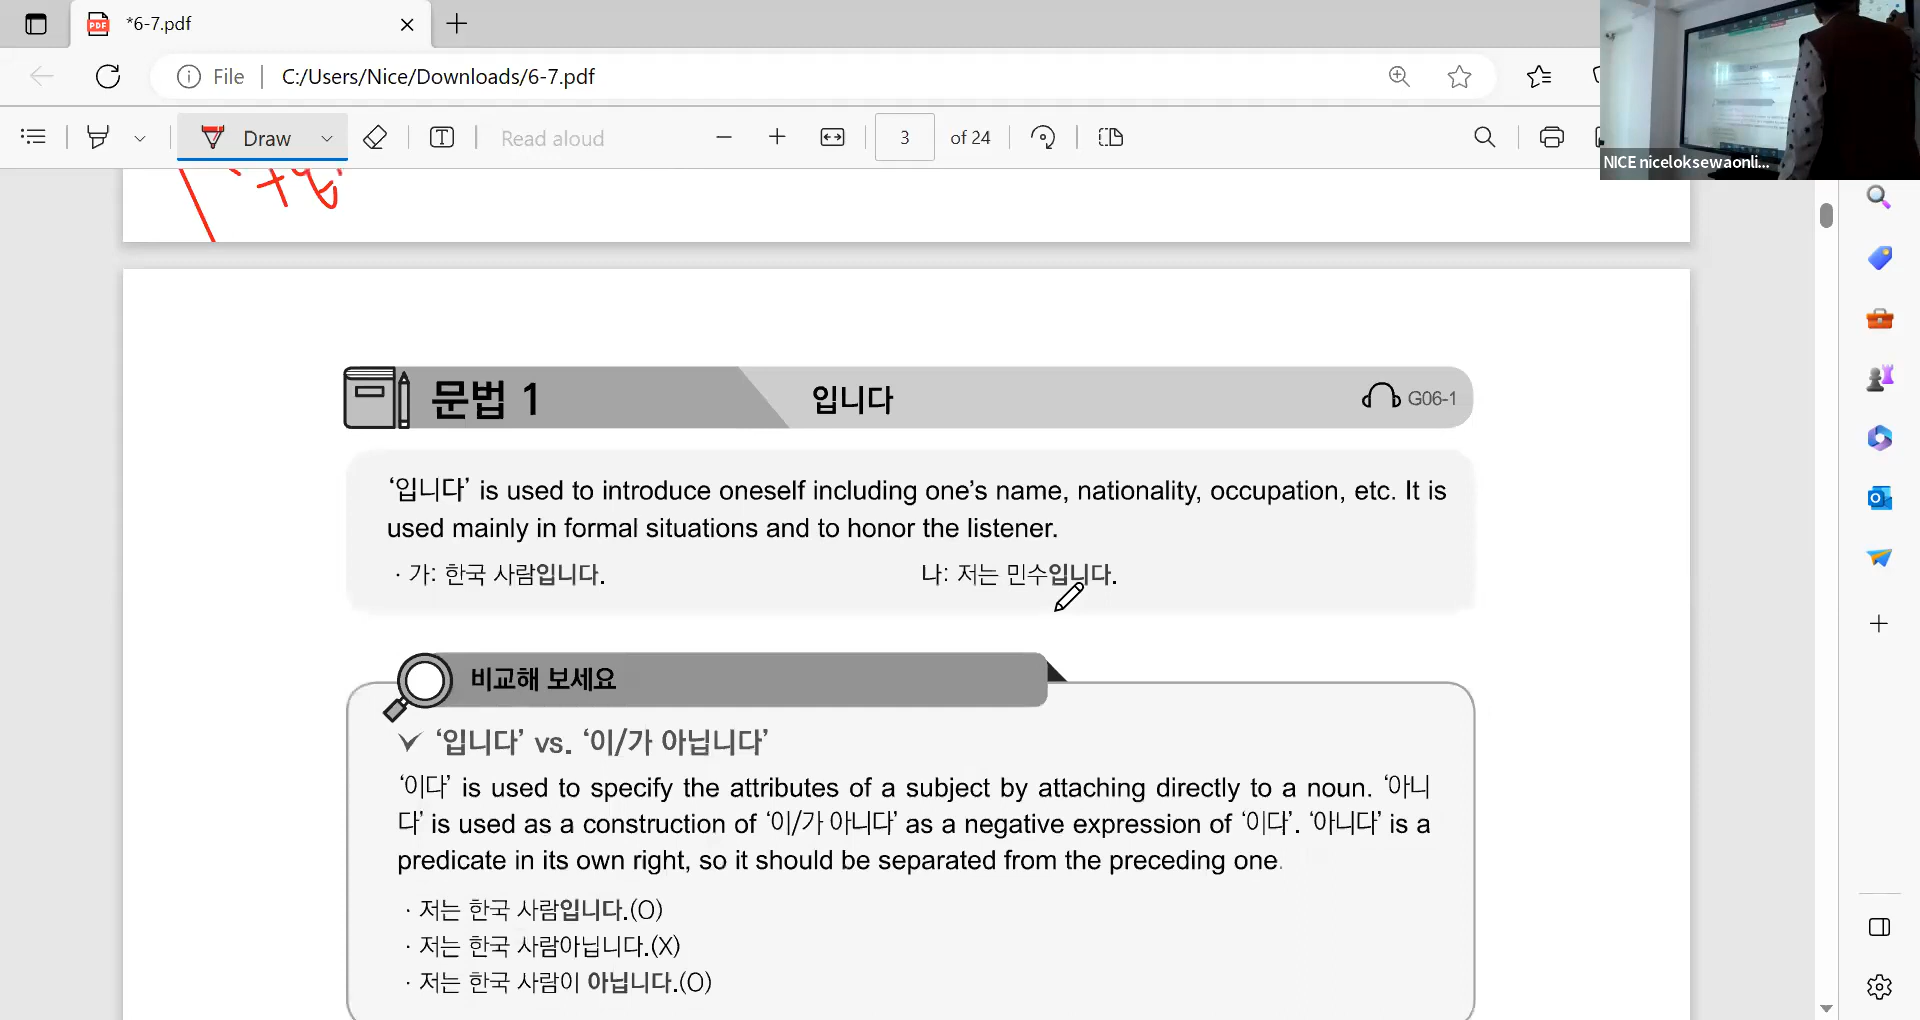 *6-7.pdf
File
C:/Users/Nice/Downloads/6-7.pdf
Draw
Read aloud
3 of 24
NICE niceloksewaonli...
문법 1
입니다
G06-1
‘입니다’ is used to introduce oneself including one’s name, nationality, occupation, etc. It is
used mainly in formal situations and to honor the listener.
· 가: 한국 사람입니다. 나: 저는 민수입니다.
비교해 보세요
‘입니다’ vs. ‘이/가 아닙니다’
‘이다’ is used to specify the attributes of a subject by attaching directly to a noun. ‘아니
다’ is used as a construction of ‘이/가 아니다’ as a negative expression of ‘이다’. ‘아니다’ is a
predicate in its own right, so it should be separated from the preceding one.
· 저는 한국 사람입니다.(O)
· 저는 한국 사람아닙니다.(X)
· 저는 한국 사람이 아닙니다.(O)